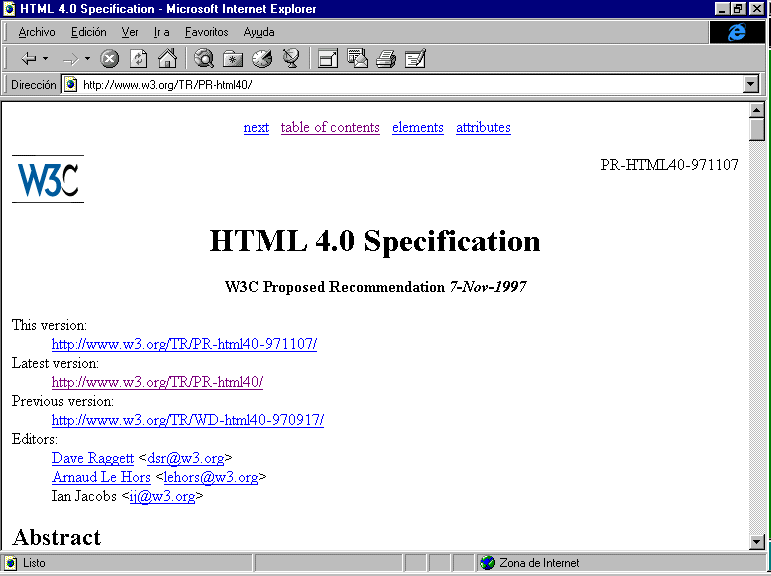 HTML 4.0 Specification - Microsoft Internet Explorer
Archivo Edición Ver Ir a Favoritos Ayuda
Dirección http://www.w3.org/TR/PR-html40/
next table of contents elements attributes
W3C PR-HTML40-971107
HTML 4.0 Specification
W3C Proposed Recommendation 7-Nov-1997
This version:
http://www.w3.org/TR/PR-html40-971107/
Latest version:
http://www.w3.org/TR/PR-html40/
Previous version:
http://www.w3.org/TR/WD-html40-970917/
Editors:
Dave Raggett <dsr@w3.org>
Arnaud Le Hors <lehors@w3.org>
Ian Jacobs <ij@w3.org>
Abstract
Listo Zona de Internet